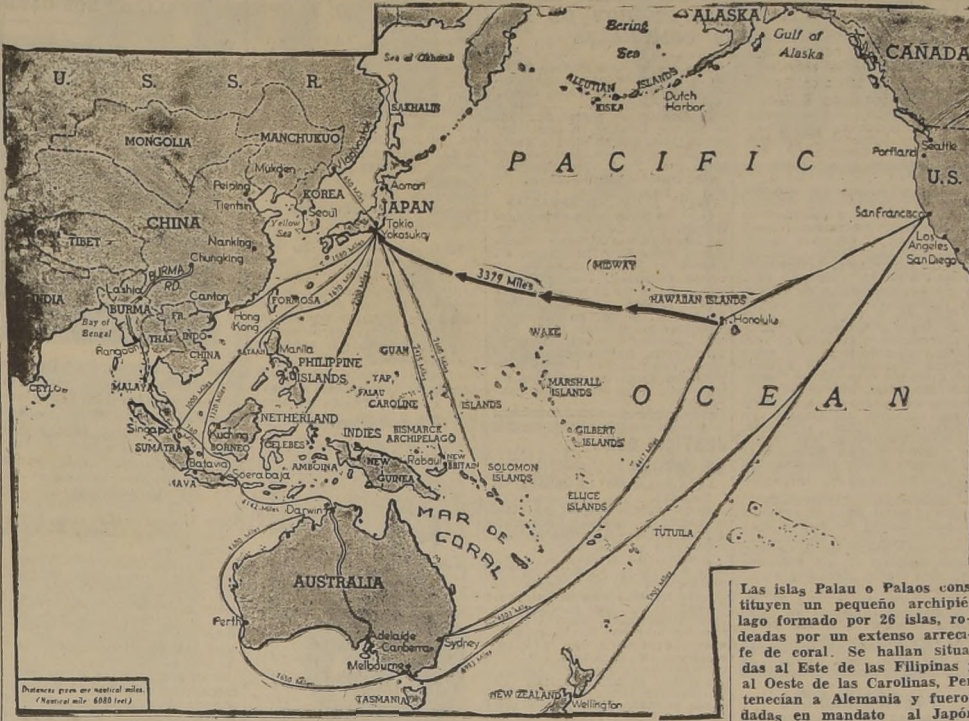 ALASKA
Bering
Sea
Gulf of
Alaska
CANADA
Sea of Okhotsk
U. S. S. R.
ALEUTIAN ISLANDS
KISKA
Dutch
Harbor
SAKHALIN
MONGOLIA
MANCHUKUO
Vladivostok
PACIFIC
Portland
Seattle
U.S.
Mukden
Peiping
Tientsin
KOREA
Seoul
Aomori
JAPAN
Tokio
Yokosuka
San Francisco
Los
Angeles
San Diego
CHINA
Yellow
Sea
Nanking
Chungking
TIBET
BURMA
RD.
Lashio
INDIA
BURMA
Canton
Hong
Kong
FORMOSA
3379 Miles
MIDWAY
HAWAIIAN ISLANDS
Honolulu
Bay of
Bengal
Rangoon
THAI
FR.
INDO-
CHINA
BATAAN
Manila
PHILIPPINE
ISLANDS
GUAM
WAKE
YAP
PALAU
CAROLINE
ISLANDS
MARSHALL
ISLANDS
OCEAN
CEYLON
MALAYA
Singapore
SUMATRA
Kuching
BORNEO
NETHERLAND
INDIES
CELEBES
AMBOINA
BISMARCK
ARCHIPELAGO
Rabaul
NEW
BRITAIN
GILBERT
ISLANDS
SOLOMON
ISLANDS
Batavia
JAVA
Soerabaja
NEW
GUINEA
ELLICE
ISLANDS
Darwin
MAR DE
CORAL
TUTUILA
AUSTRALIA
Perth
Adelaide
Canberra
Sydney
Melbourne
TASMANIA
NEW ZEALAND
Wellington
Distances given are nautical miles.
(Nautical mile 6080 feet)
Las islas Palau o Palaos cons
tituyen un pequeño archipié
lago formado por 26 islas, ro-
deadas por un extenso arreci-
fe de coral. Se hallan situa
das al Este de las Filipinas
al Oeste de las Carolinas, Per
tenecían a Alemania y fuero
dadas en mandato al Japón